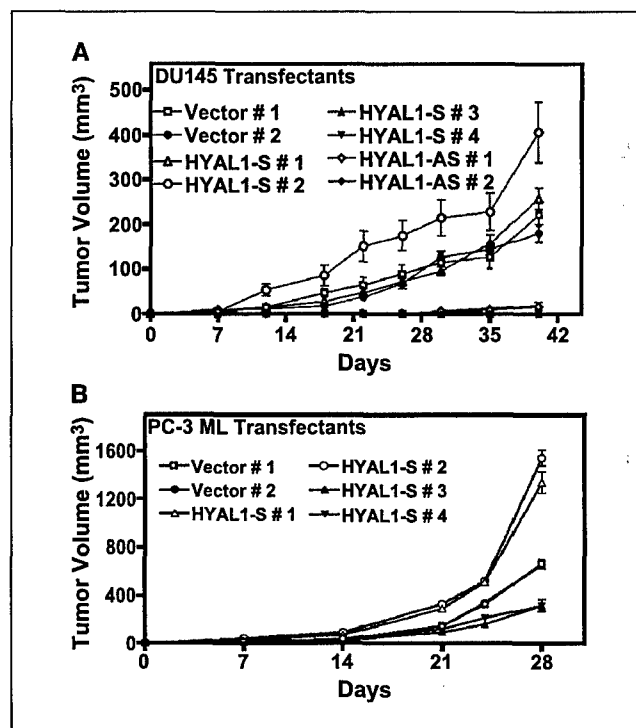 A
DU145 Transfectants
Vector # 1
Vector # 2
HYAL1-S # 1
HYAL1-S # 2
HYAL1-S # 3
HYAL1-S # 4
HYAL1-AS # 1
HYAL1-AS # 2
Tumor Volume (mm³)
500
400
300
200
100
0
0 7 14 21 28 35 42
Days
B
PC-3 ML Transfectants
Vector # 1
Vector # 2
HYAL1-S # 1
HYAL1-S # 2
HYAL1-S # 3
HYAL1-S # 4
Tumor Volume (mm³)
1600
1200
800
400
0
0 7 14 21 28
Days